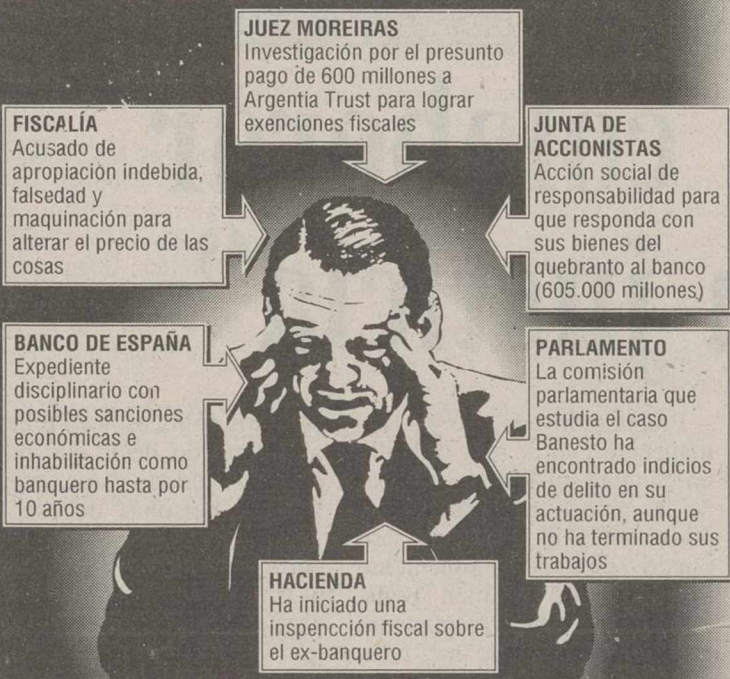 JUEZ MOREIRAS
Investigación por el presunto
pago de 600 millones a
Argentia Trust para lograr
exenciones fiscales
FISCALÍA
Acusado de
apropiación indebida,
falsedad y
maquinación para
alterar el precio de las
cosas
JUNTA DE
ACCIONISTAS
Acción social de
responsabilidad para
que responda con
sus bienes del
quebranto al banco
(605.000 millones)
BANCO DE ESPAÑA
Expediente
disciplinario con
posibles sanciones
económicas e
inhabilitación como
banquero hasta por
10 años
PARLAMENTO
La comisión
parlamentaria que
estudia el caso
Banesto ha
encontrado indicios
de delito en su
actuación, aunque
no ha terminado sus
trabajos
HACIENDA
Ha iniciado una
inspencción fiscal sobre
el ex-banquero